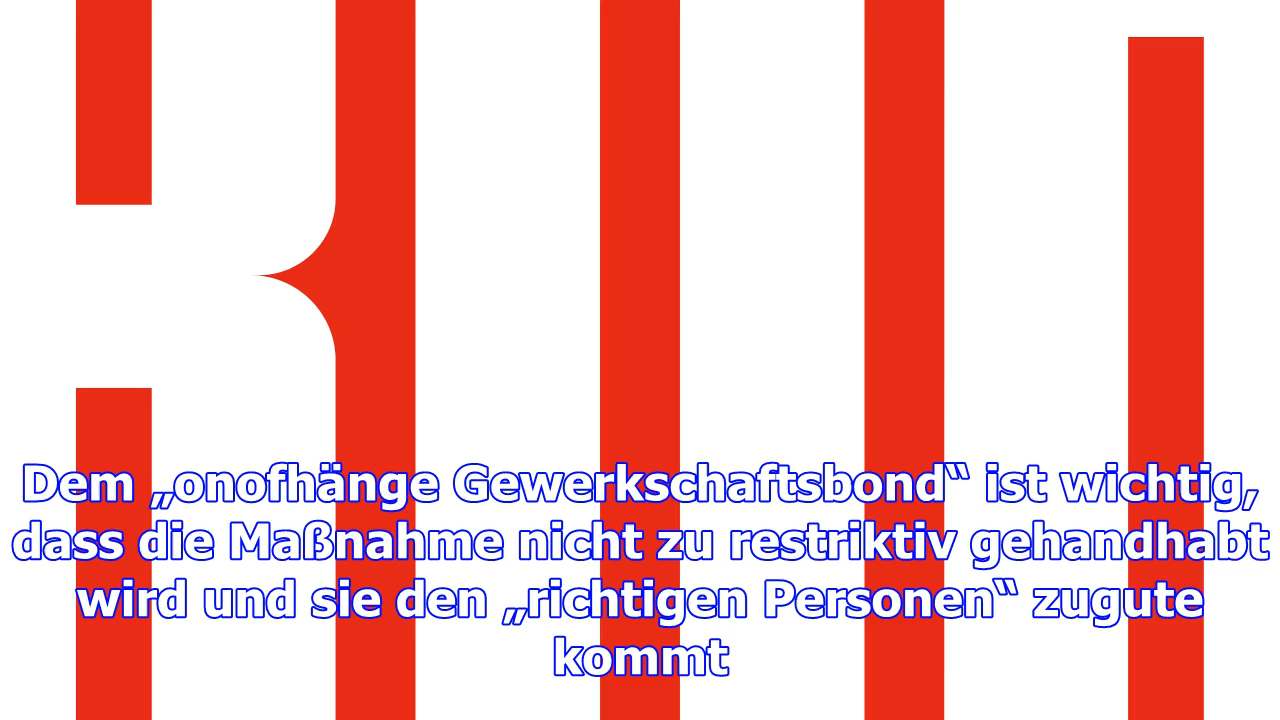 Dem „onofhänge Gewerkschaftsbond“ ist wichtig,
dass die Maßnahme nicht zu restriktiv gehandhabt
wird und sie den „richtigen Personen“ zugute
kommt